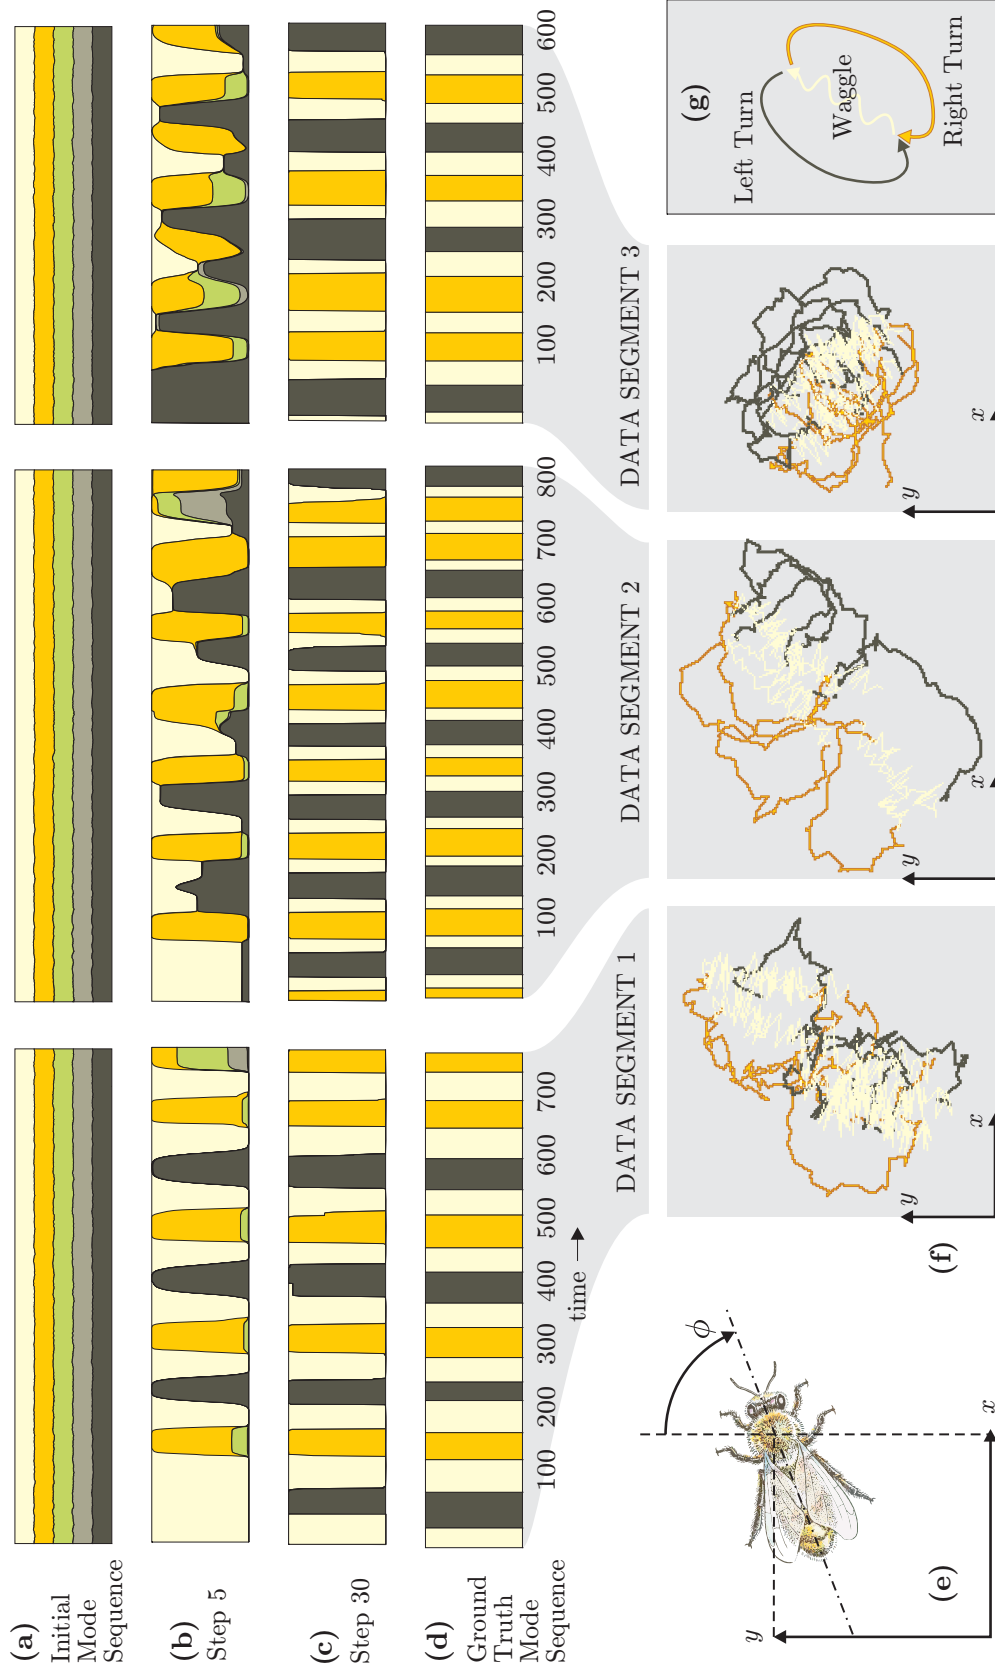 (a)
Initial
Mode
Sequence
(b)
Step 5
(c)
Step 30
(d)
Ground
Truth
Mode
Sequence
100 200 300 400 500 600 700
100 200 300 400 500 600 700 800
100 200 300 400 500 600
time
DATA SEGMENT 1
DATA SEGMENT 2
DATA SEGMENT 3
(e)
y
x
ϕ
(f)
y
x
y
x
y
x
(g)
Left Turn
Waggle
Right Turn